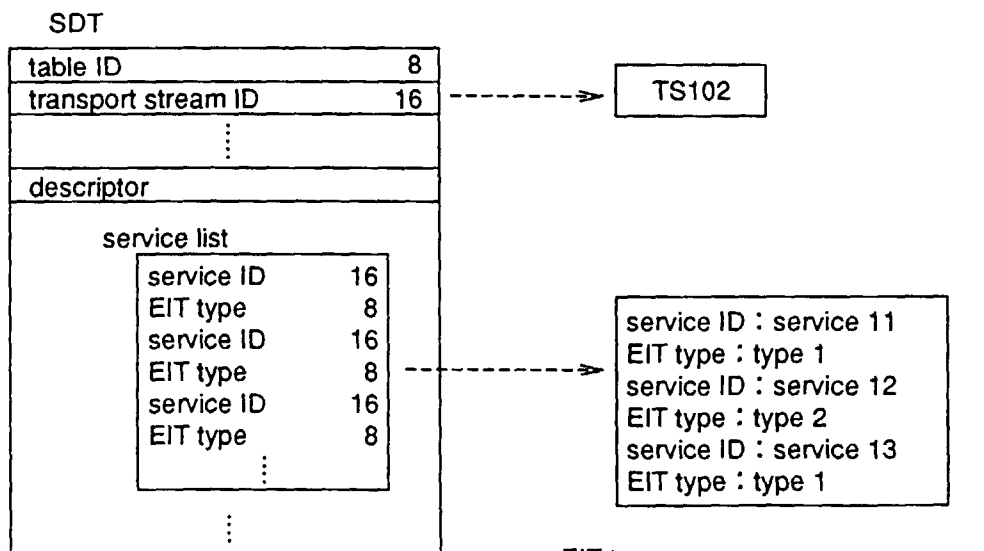 SDT
table ID 8
transport stream ID 16
TS102
descriptor
service list
service ID 16
EIT type 8
service ID 16
EIT type 8
service ID 16
EIT type 8
service ID : service 11
EIT type : type 1
service ID : service 12
EIT type : type 2
service ID : service 13
EIT type : type 1